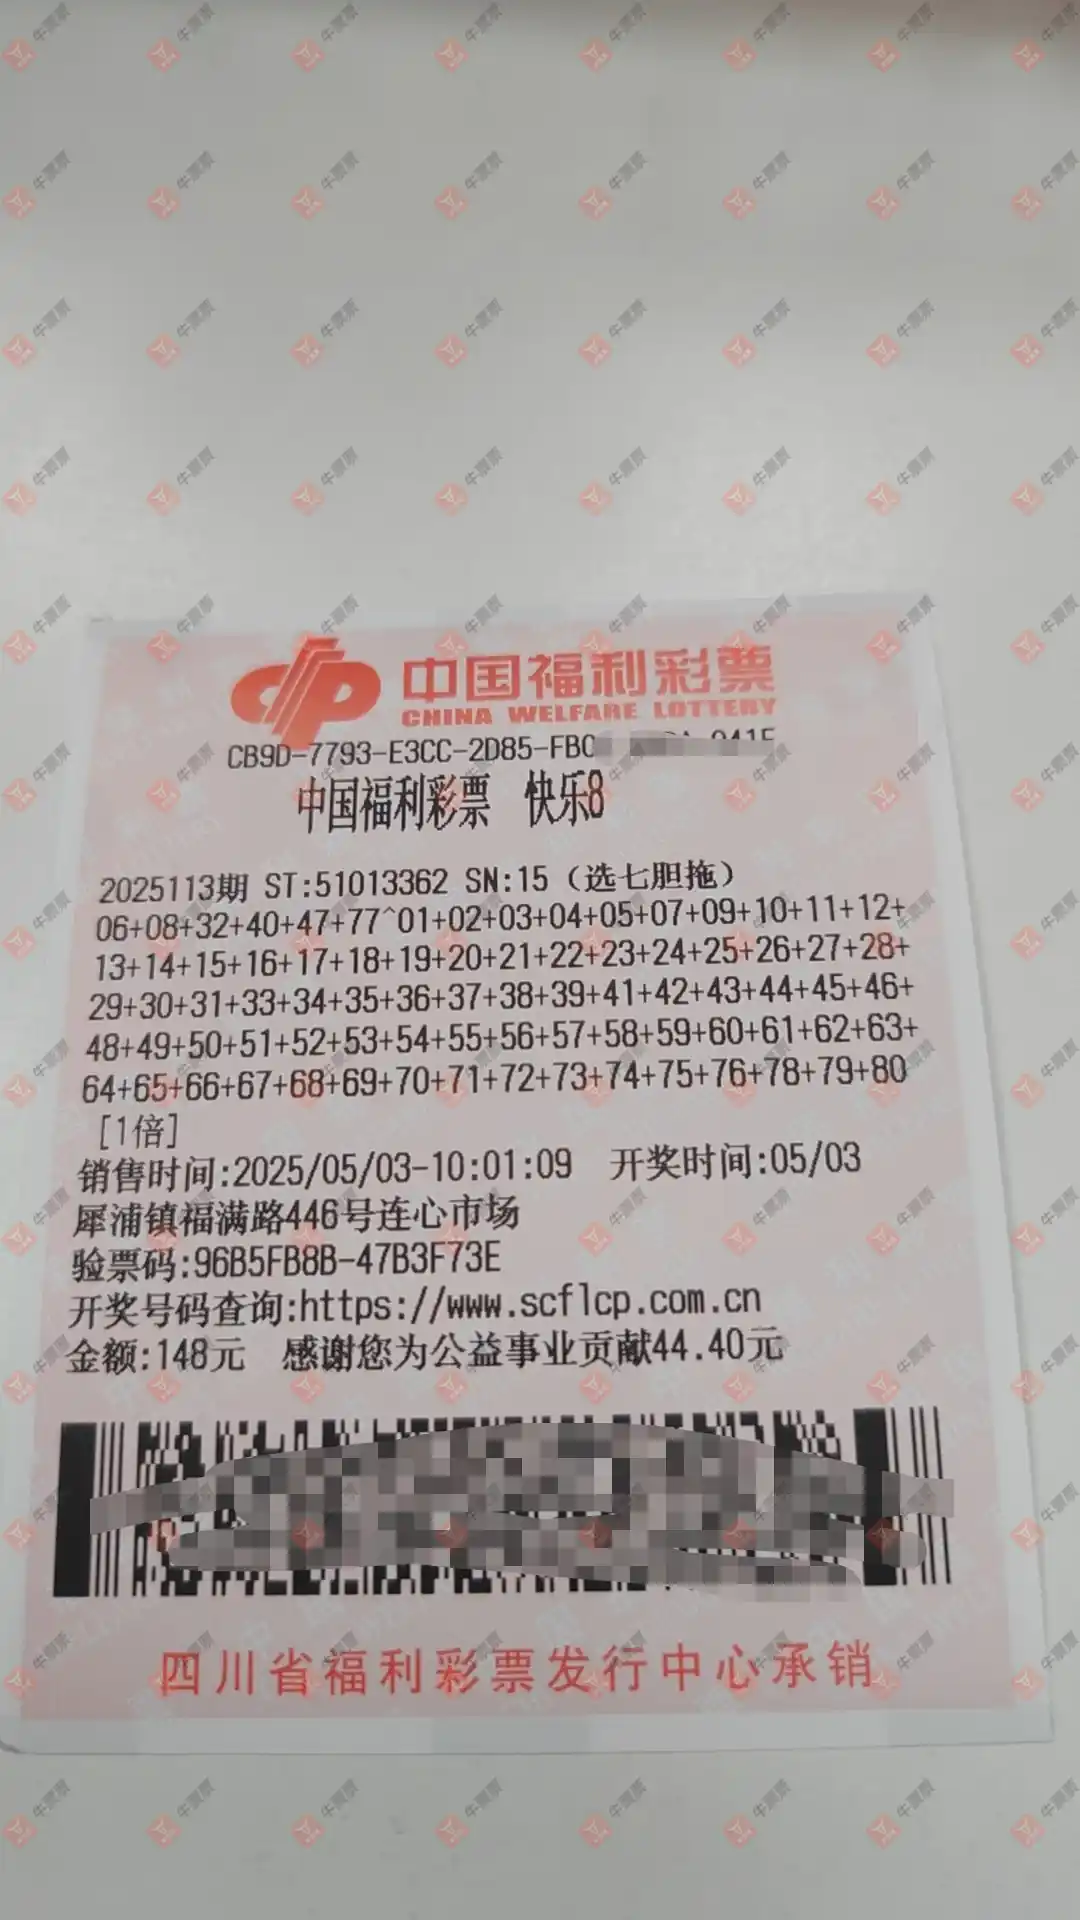 中国福利彩票
CHINA WELFARE LOTTERY
CB9D-7793-E3CC-2D85-FB0
中国福利彩票 快乐8
2025113期 ST:51013362 SN:15（选七胆拖）
06+08+32+40+47+77^01+02+03+04+05+07+09+10+11+12+
13+14+15+16+17+18+19+20+21+22+23+24+25+26+27+28+
29+30+31+33+34+35+36+37+38+39+41+42+43+44+45+46+
48+49+50+51+52+53+54+55+56+57+58+59+60+61+62+63+
64+65+66+67+68+69+70+71+72+73+74+75+76+78+79+80
[1倍]
销售时间:2025/05/03-10:01:09 开奖时间:05/03
犀浦镇福满路446号连心市场
验票码:96B5FB8B-47B3F73E
开奖号码查询:https://www.scflcp.com.cn
金额:148元 感谢您为公益事业贡献44.40元
四川省福利彩票发行中心承销
牛票票